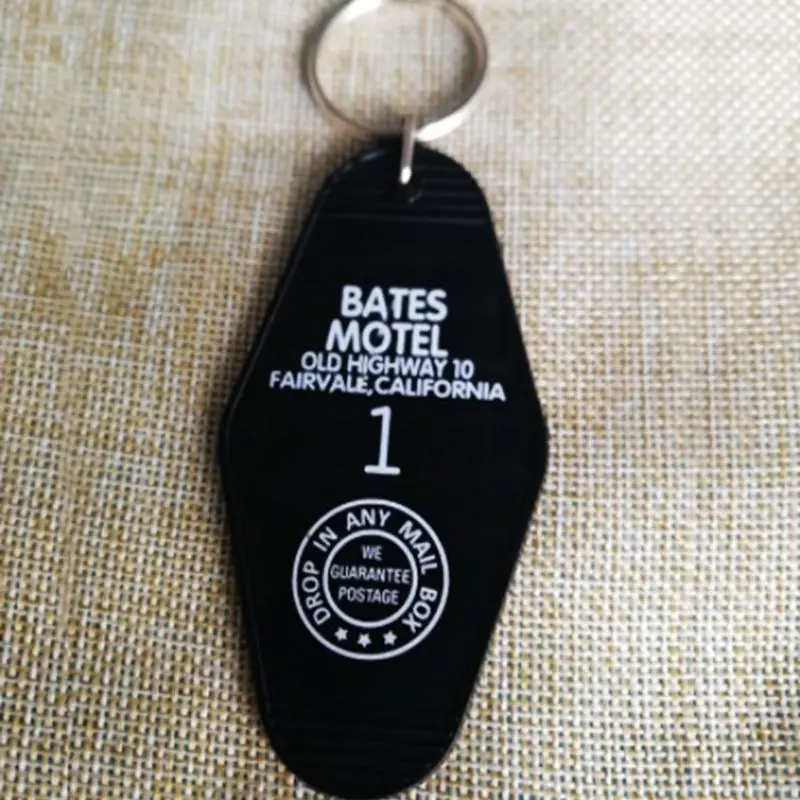 BATES
MOTEL
OLD HIGHWAY 10
FAIRVALE,CALIFORNIA
1
DROP IN ANY MAIL BOX
WE
GUARANTEE
POSTAGE